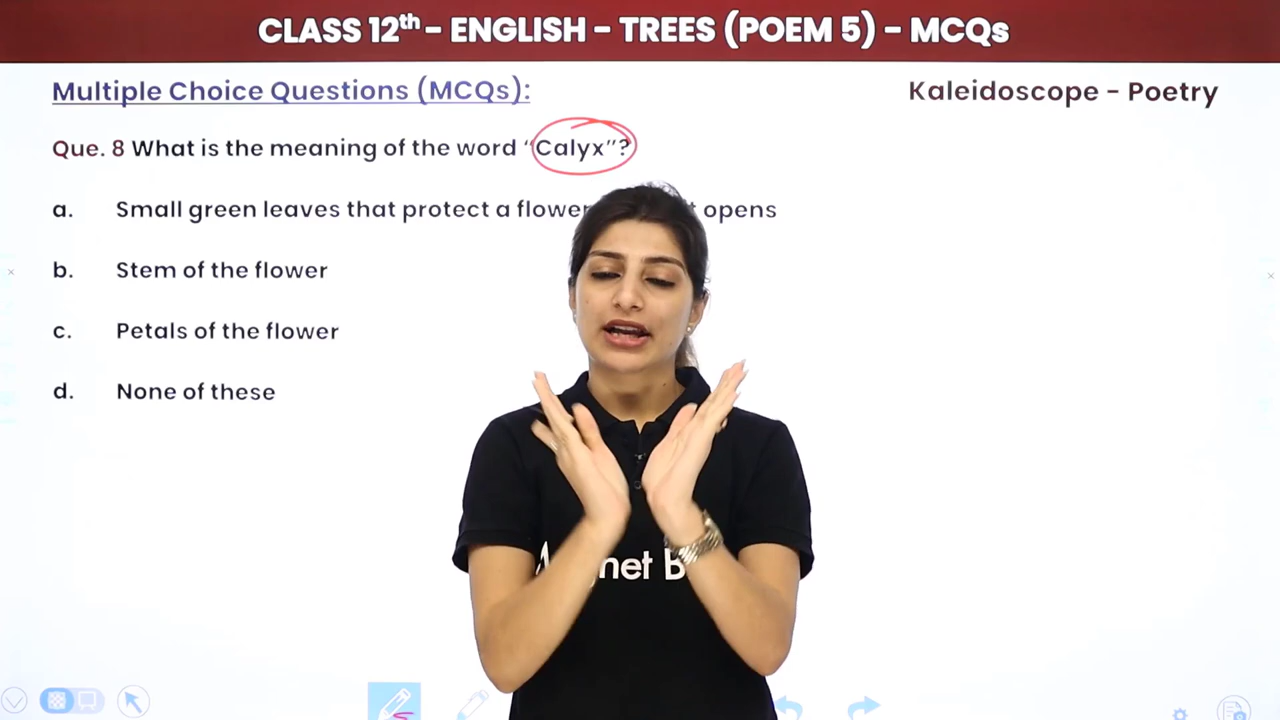 CLASS 12th - ENGLISH - TREES (POEM 5) - MCQs
Multiple Choice Questions (MCQs):
Kaleidoscope - Poetry
Que. 8 What is the meaning of the word "Calyx"?
a. Small green leaves that protect a flower opens
b. Stem of the flower
c. Petals of the flower
d. None of these
net B